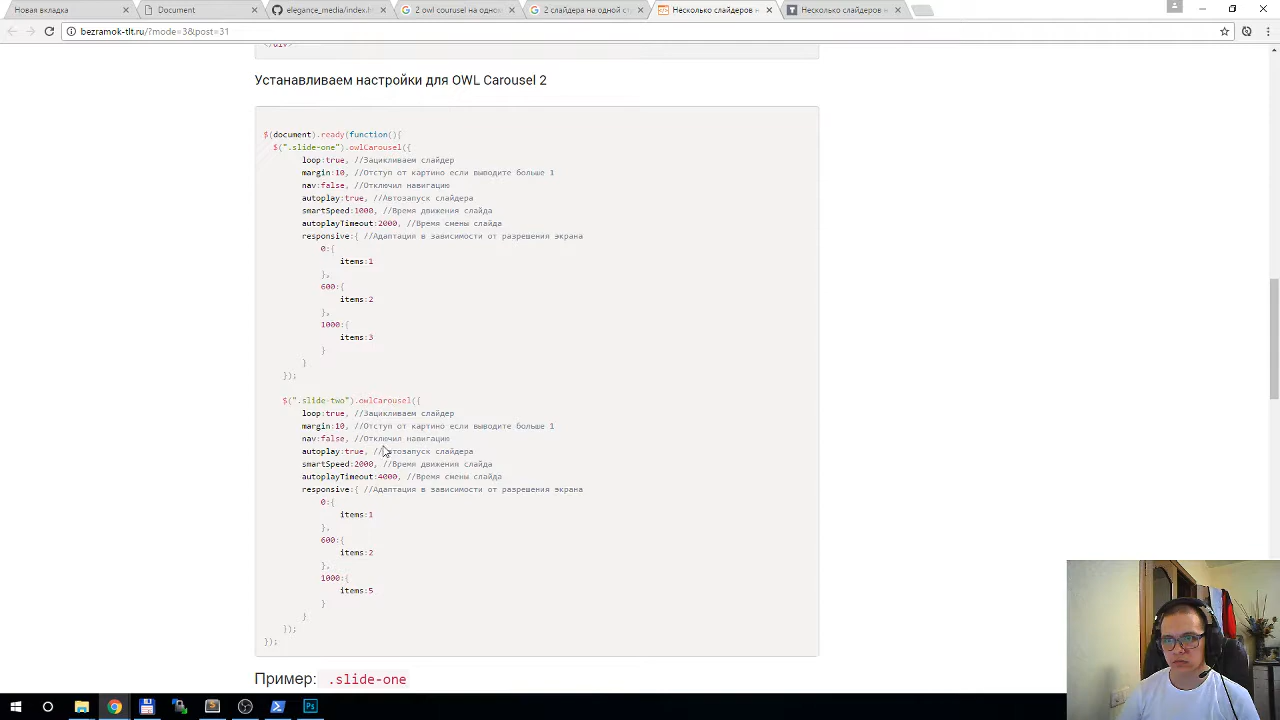 Новая вкладка
Document
elegance_media/index.h
2 owl courusel на одной
2 слайдера на одной ст
Несколько слайдеров н
Несколько слайдеров н
bezramok-tlt.ru/?mode=3&post=31
</div>
Устанавливаем настройки для OWL Carousel 2
$(document).ready(function(){
$(".slide-one").owlCarousel({
loop:true, //Зацикливаем слайдер
margin:10, //Отступ от картино если выводите больше 1
nav:false, //Отключил навигацию
autoplay:true, //Автозапуск слайдера
smartSpeed:1000, //Время движения слайда
autoplayTimeout:2000, //Время смены слайда
responsive:{ //Адаптация в зависимости от разрешения экрана
0:{
items:1
},
600:{
items:2
},
1000:{
items:3
}
}
});
$(".slide-two").owlCarousel({
loop:true, //Зацикливаем слайдер
margin:10, //Отступ от картино если выводите больше 1
nav:false, //Отключил навигацию
autoplay:true, //Автозапуск слайдера
smartSpeed:2000, //Время движения слайда
autoplayTimeout:4000, //Время смены слайда
responsive:{ //Адаптация в зависимости от разрешения экрана
0:{
items:1
},
600:{
items:2
},
1000:{
items:5
}
}
});
});
Пример: .slide-one